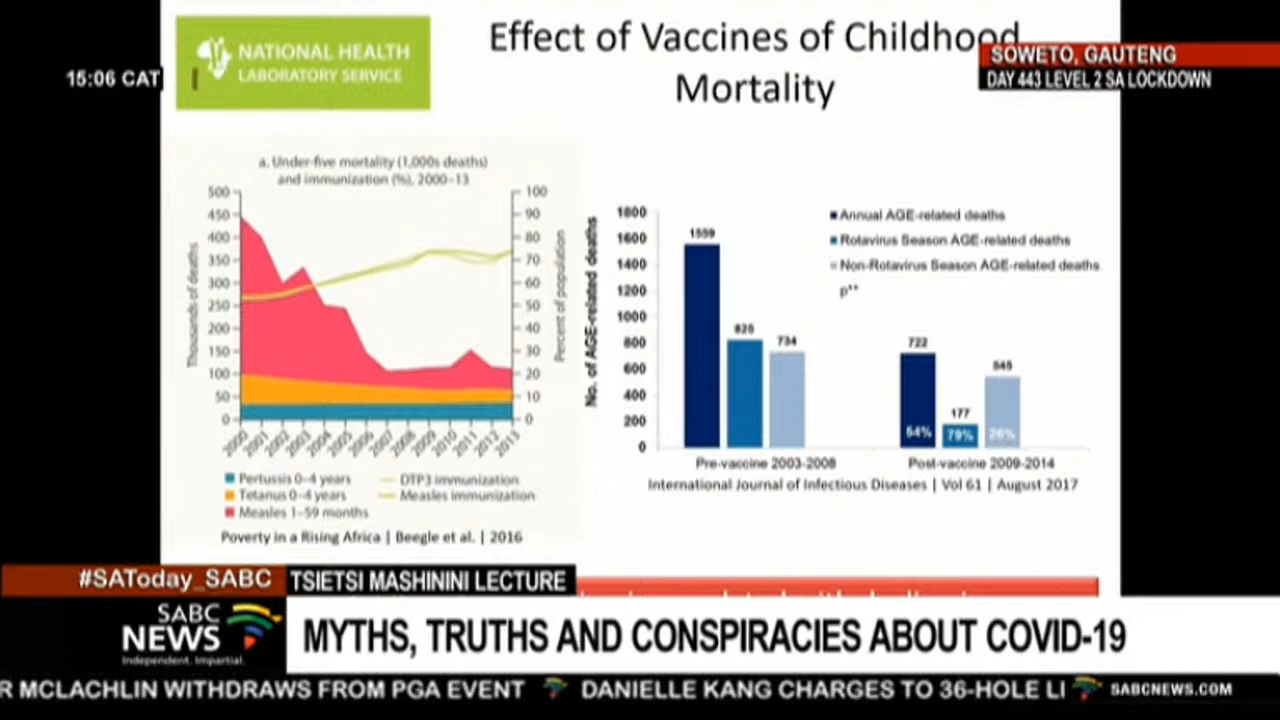 NATIONAL HEALTH
LABORATORY SERVICE
Effect of Vaccines of Childhood
Mortality
15:06 CAT
SOWETO, GAUTENG
DAY 443 LEVEL 2 SA LOCKDOWN
a. Under-five mortality (1,000s deaths)
and immunization (%), 2000–13
Thousands of deaths
500
450
400
350
300
250
200
150
100
50
0
100
90
80
70
60
50
40
30
20
10
0
Percent of population
2000 2001 2002 2003 2004 2005 2006 2007 2008 2009 2010 2011 2012 2013
Pertussis 0–4 years
Tetanus 0–4 years
Measles 1–59 months
DTP3 immunization
Measles immunization
Poverty in a Rising Africa | Beegle et al. | 2016
No. of AGE-related deaths
1800
1600
1400
1200
1000
800
600
400
200
0
Annual AGE-related deaths
Rotavirus Season AGE-related deaths
Non-Rotavirus Season AGE-related deaths
p**
1559
825
734
722
177
545
54%
79%
26%
Pre-vaccine 2003-2008
Post-vaccine 2009-2014
International Journal of Infectious Diseases | Vol 61 | August 2017
#SAToday_SABC
TSIETSI MASHININI LECTURE
SABC
NEWS
Independent. Impartial.
MYTHS, TRUTHS AND CONSPIRACIES ABOUT COVID-19
R MCLACHLIN WITHDRAWS FROM PGA EVENT
DANIELLE KANG CHARGES TO 36-HOLE LI
SABCNEWS.COM